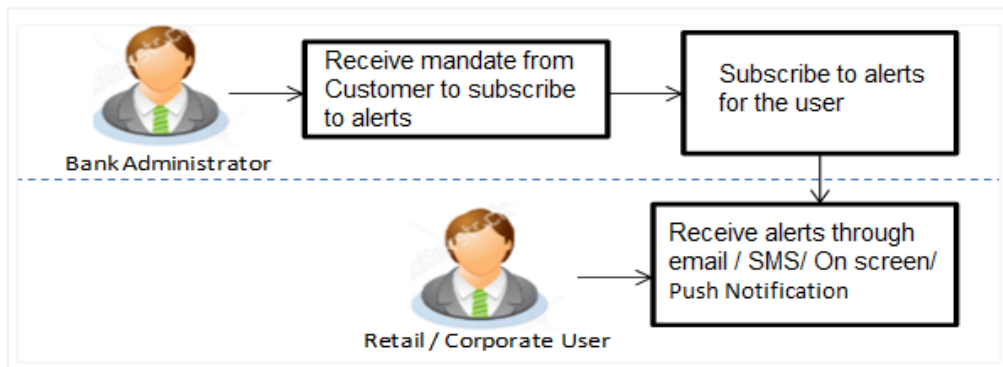 Receive mandate from
Customer to subscribe
to alerts
Subscribe to alerts
for the user
Bank Administrator
Receive alerts through
email / SMS/ On screen/
Push Notification
Retail / Corporate User